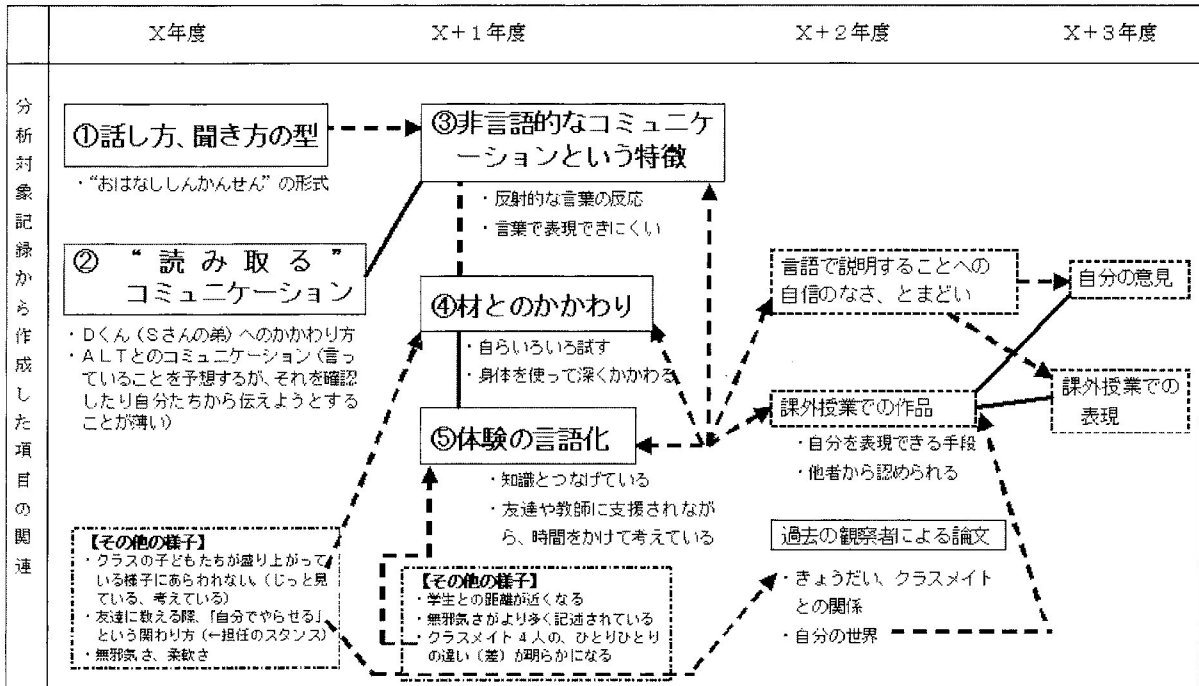 X年度
X+1年度
X+2年度
X+3年度
分析対象記録から作成した項目の関連
①話し方、聞き方の型
・“おはなししんかんせん”の形式
②“読み取る”
コミュニケーション
・Dくん（Sさんの弟）へのかかわり方
・ALTとのコミュニケーション（言っ
ていることを予想するが、それを確認
したり自分たちから伝えようとする
ことが薄い）
【その他の様子】
・クラスの子どもたちが盛り上がって
いる様子にあらわれない。（じっと見
ている、考えている）
・友達に教える際、「自分でやらせる」
という関わり方（←担任のスタンス）
・無邪気さ、柔軟さ
③非言語的なコミュニケ
ーションという特徴
・反射的な言葉の反応
・言葉で表現できにくい
④材とのかかわり
・自らいろいろ試す
・身体を使って深くかかわる
⑤体験の言語化
・知識とつなげている
・友達や教師に支援されなが
ら、時間をかけて考えている
【その他の様子】
・学生との距離が近くなる
・無邪気さがより多く記述されている
・クラスメイト4人の、ひとりひとり
の違い（差）が明らかになる
言語で説明することへの
自信のなさ、とまどい
課外授業での作品
・自分を表現できる手段
・他者から認められる
過去の観察者による論文
・きょうだい、クラスメイト
との関係
・自分の世界
自分の意見
課外授業での
表現